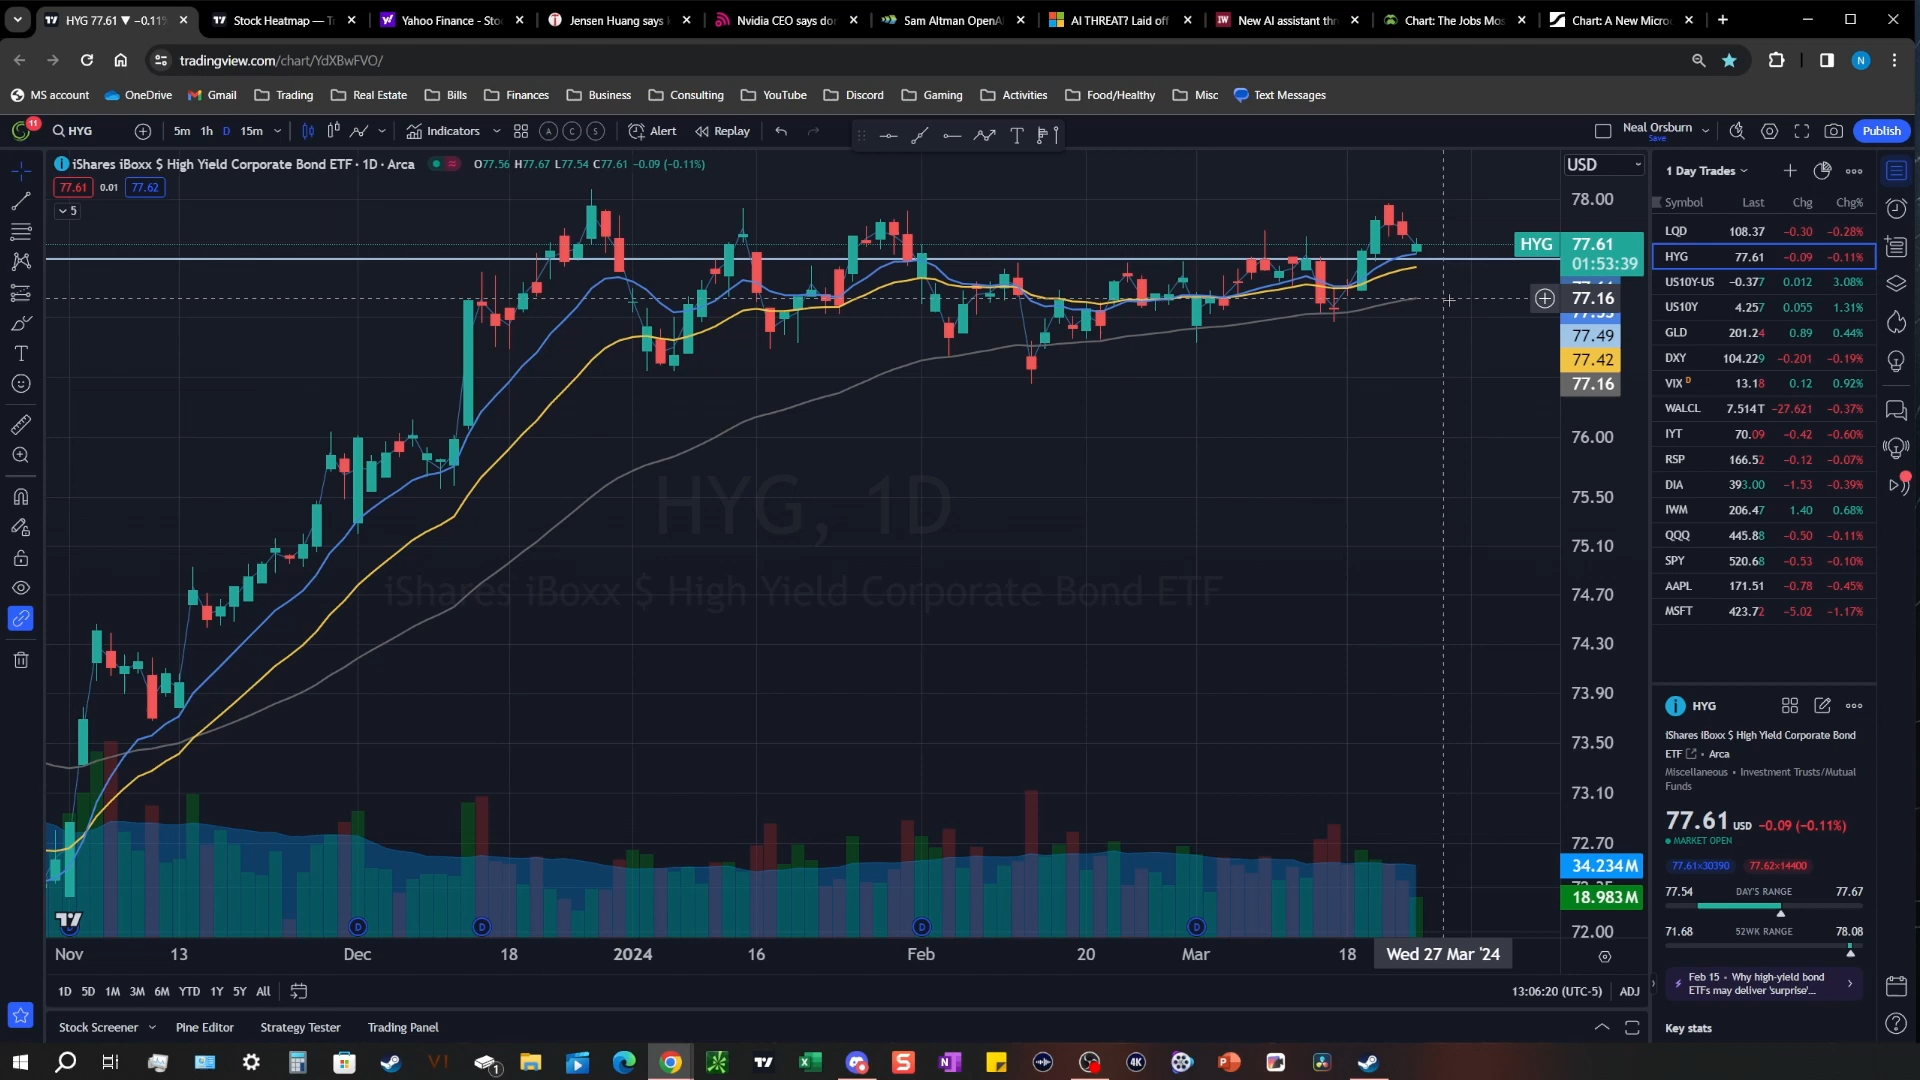 HYG 77.61 ▼ −0.11%
Stock Heatmap — Tr
Yahoo Finance - Stoc
Jensen Huang says
Nvidia CEO says don
Sam Altman OpenAI
AI THREAT? Laid off
New AI assistant thr
Chart: The Jobs Mos
Chart: A New Micro
tradingview.com/chart/YdXBwFVO/
N
MS account
OneDrive
Gmail
Trading
Real Estate
Bills
Finances
Business
Consulting
YouTube
Discord
Gaming
Activities
Food/Healthy
Misc
Text Messages
11
HYG
5m 1h D 15m
Indicators
A C S
Alert
Replay
Neal Orsburn
Save
Publish
iShares iBoxx $ High Yield Corporate Bond ETF · 1D · Arca
O77.56 H77.67 L77.54 C77.61 −0.09 (−0.11%)
77.61 0.01 77.62
5
USD
78.00
HYG 77.61
01:53:39
77.16
77.49
77.42
77.16
76.00
75.50
75.10
74.70
74.30
73.90
73.50
73.10
72.70
34.234M
18.983M
72.00
HYG, 1D
iShares iBoxx $ High Yield Corporate Bond ETF
D D D D
Nov 13 Dec 18 2024 16 Feb 20 Mar 18 Wed 27 Mar '24
1D 5D 1M 3M 6M YTD 1Y 5Y All
13:06:20 (UTC-5) ADJ
Stock Screener
Pine Editor
Strategy Tester
Trading Panel
1 Day Trades
Symbol Last Chg Chg%
LQD 108.37 −0.30 −0.28%
HYG 77.61 −0.09 −0.11%
US10Y-US −0.377 0.012 3.08%
US10Y 4.257 0.055 1.31%
GLD 201.24 0.89 0.44%
DXY 104.229 −0.201 −0.19%
VIX D 13.18 0.12 0.92%
WALCL 7.514T −27.621 −0.37%
IYT 70.09 −0.42 −0.60%
RSP 166.52 −0.12 −0.07%
DIA 393.00 −1.53 −0.39%
IWM 206.47 1.40 0.68%
QQQ 445.88 −0.50 −0.11%
SPY 520.68 −0.53 −0.10%
AAPL 171.51 −0.78 −0.45%
MSFT 423.72 −5.02 −1.17%
HYG
iShares iBoxx $ High Yield Corporate Bond
ETF • Arca
Miscellaneous • Investment Trusts/Mutual
Funds
77.61 USD −0.09 (−0.11%)
MARKET OPEN
77.61×30390 77.62×14400
77.54 DAY'S RANGE 77.67
71.68 52WK RANGE 78.08
Feb 15 • Why high-yield bond
ETFs may deliver 'surprise'...
Key stats